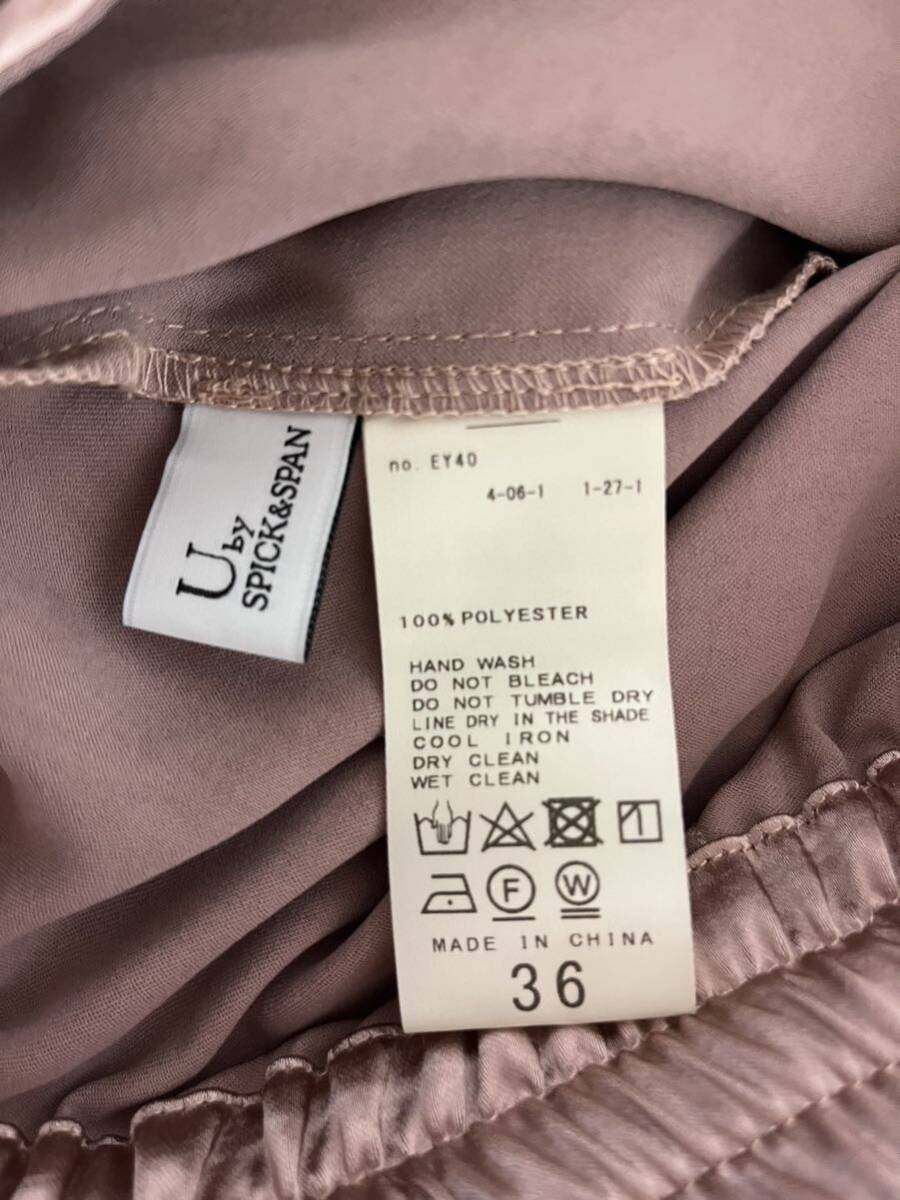 U by
SPICK&SPAN
no. EY40
4-06-1 1-27-1
100% POLYESTER
HAND WASH
DO NOT BLEACH
DO NOT TUMBLE DRY
LINE DRY IN THE SHADE
COOL IRON
DRY CLEAN
WET CLEAN
F W
MADE IN CHINA
36